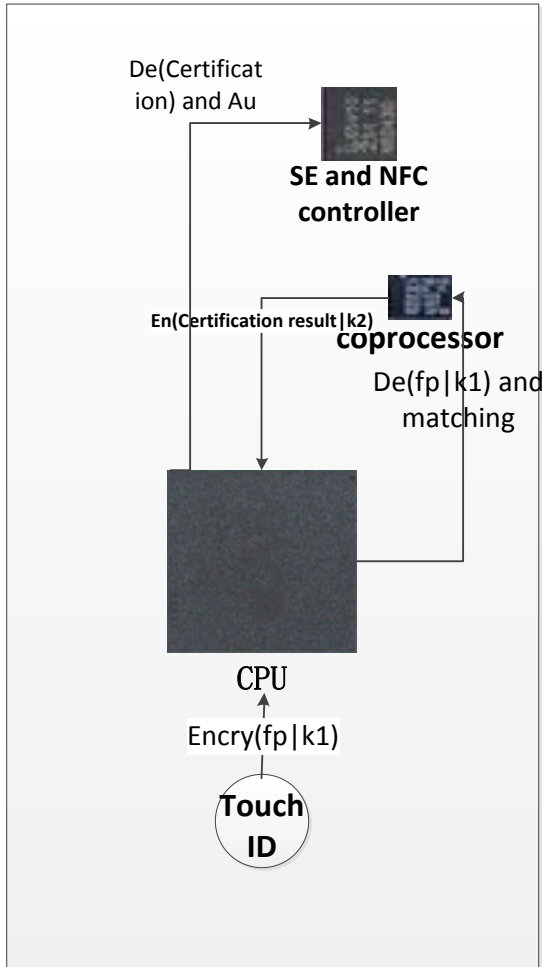 De(Certificat
ion) and Au
SE and NFC
controller
En(Certification result|k2)
coprocessor
De(fp|k1) and
matching
CPU
Encry(fp|k1)
Touch
ID